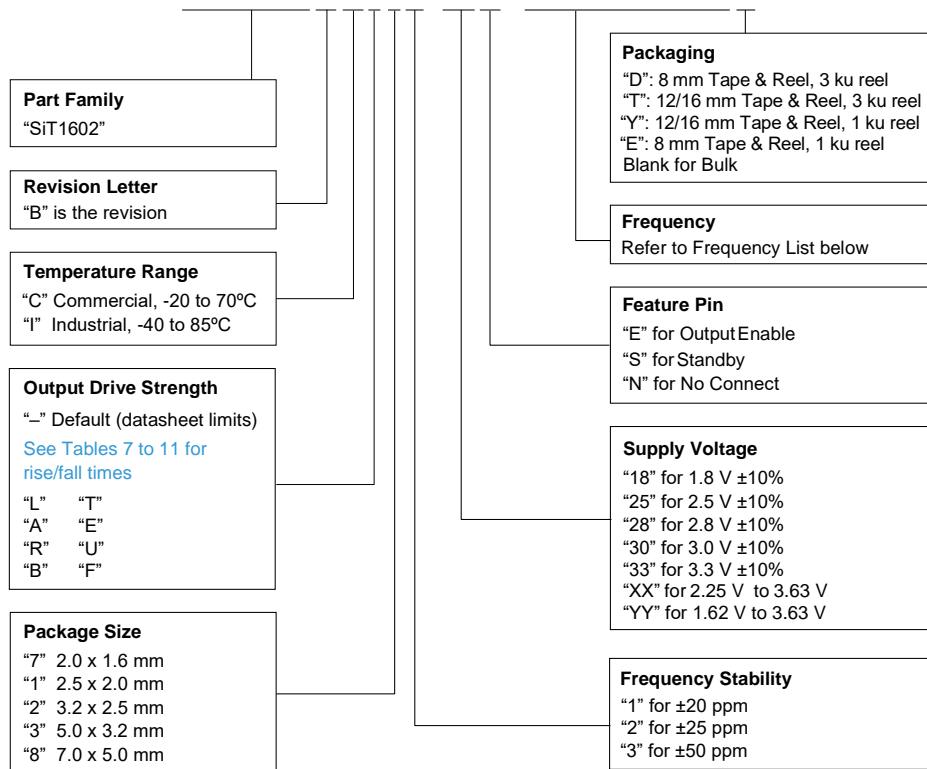 Part Family
“SiT1602”
Revision Letter
“B” is the revision
Temperature Range
“C” Commercial, -20 to 70ºC
“I” Industrial, -40 to 85ºC
Output Drive Strength
“–” Default (datasheet limits)
See Tables 7 to 11 for
rise/fall times
“L” “T”
“A” “E”
“R” “U”
“B” “F”
Package Size
“7” 2.0 x 1.6 mm
“1” 2.5 x 2.0 mm
“2” 3.2 x 2.5 mm
“3” 5.0 x 3.2 mm
“8” 7.0 x 5.0 mm
Packaging
“D”: 8 mm Tape & Reel, 3 ku reel
“T”: 12/16 mm Tape & Reel, 3 ku reel
“Y”: 12/16 mm Tape & Reel, 1 ku reel
“E”: 8 mm Tape & Reel, 1 ku reel
Blank for Bulk
Frequency
Refer to Frequency List below
Feature Pin
“E” for Output Enable
“S” for Standby
“N” for No Connect
Supply Voltage
“18” for 1.8 V ±10%
“25” for 2.5 V ±10%
“28” for 2.8 V ±10%
“30” for 3.0 V ±10%
“33” for 3.3 V ±10%
“XX” for 2.25 V to 3.63 V
“YY” for 1.62 V to 3.63 V
Frequency Stability
“1” for ±20 ppm
“2” for ±25 ppm
“3” for ±50 ppm